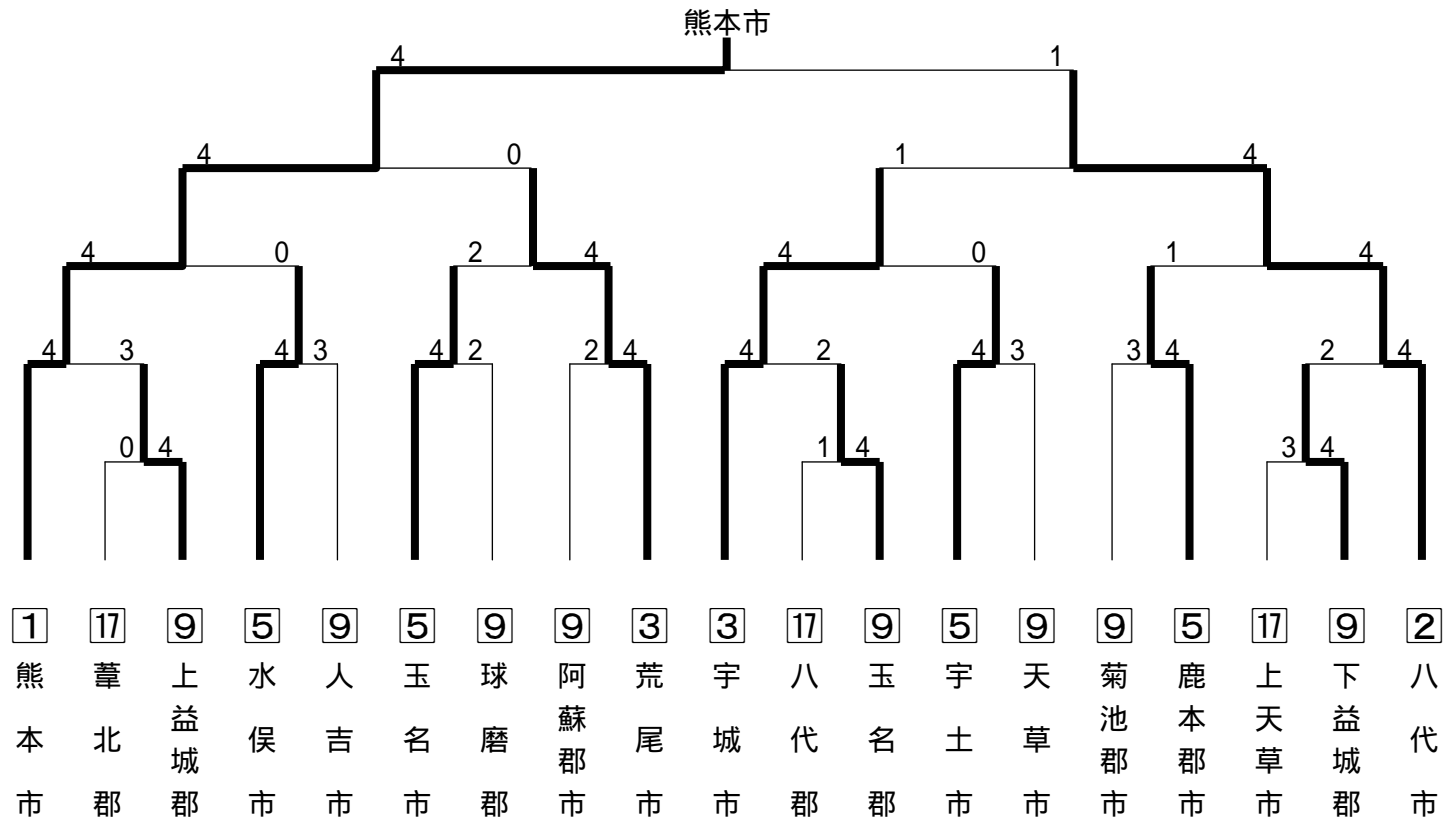 熊本市
4 1
4 0 1 4
4 0 2 4 4 0 1 4
4 3 4 3 4 2 2 4 4 2 4 3 3 4 2 4
0 4 1 4 3 4
1 17 9 5 9 5 9 9 3 3 17 9 5 9 9 5 17 9 2
熊本市
葦北郡
上益城郡
水俣市
人吉市
玉名市
球磨郡
阿蘇郡市
荒尾市
宇城市
八代郡
玉名郡
宇土市
天草市
菊池郡市
鹿本郡市
上天草市
下益城郡
八代市